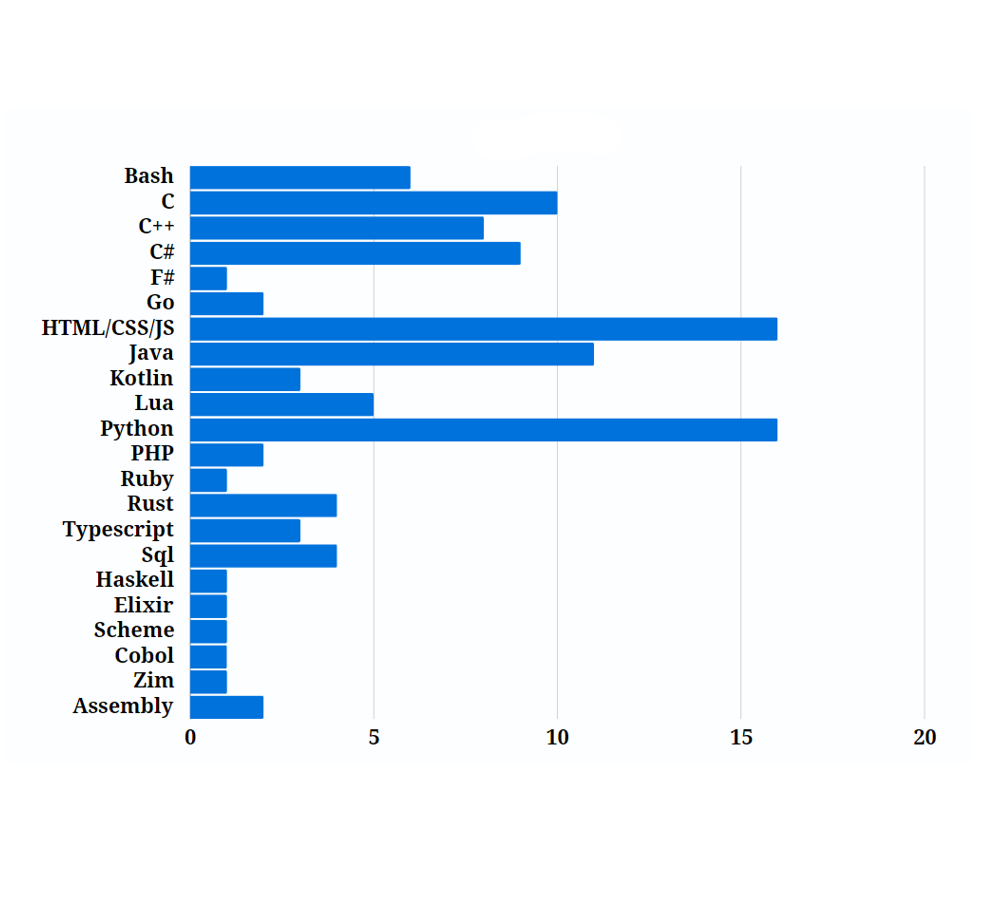 Bash
C
C++
C#
F#
Go
HTML/CSS/JS
Java
Kotlin
Lua
Python
PHP
Ruby
Rust
Typescript
Sql
Haskell
Elixir
Scheme
Cobol
Zim
Assembly
0 5 10 15 20